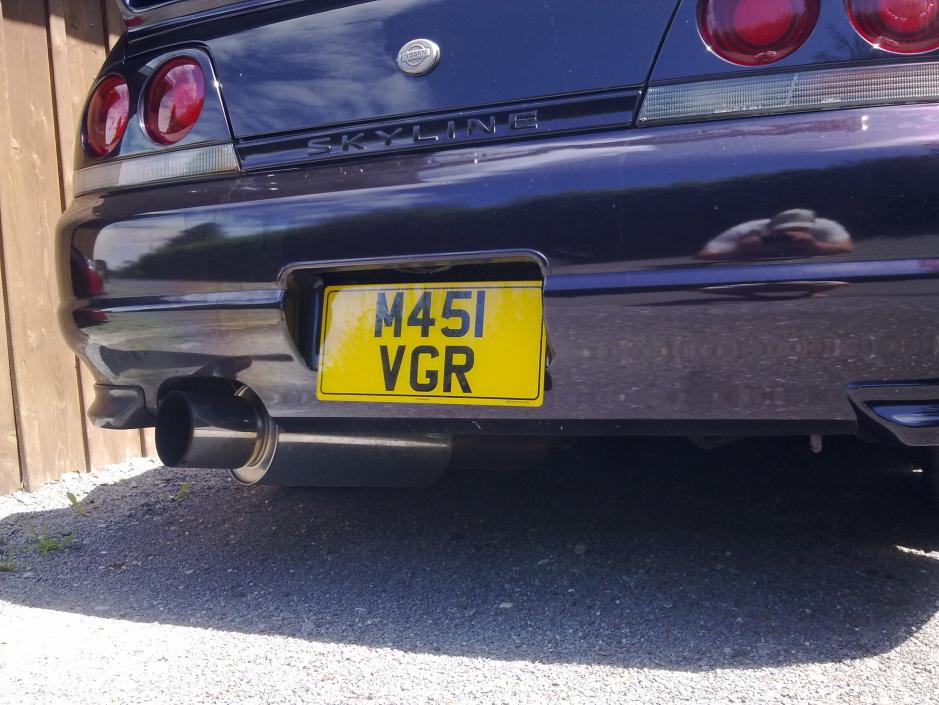 NISSAN
SKYLINE
M451
VGR